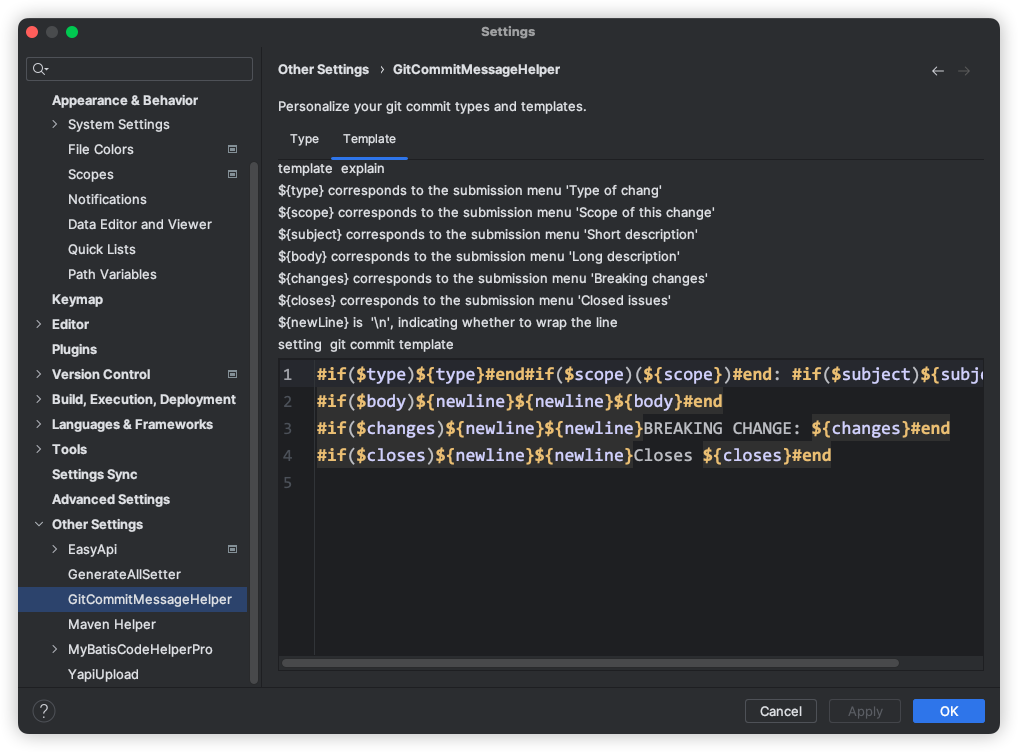 Settings
Appearance & Behavior
System Settings
File Colors
Scopes
Notifications
Data Editor and Viewer
Quick Lists
Path Variables
Keymap
Editor
Plugins
Version Control
Build, Execution, Deployment
Languages & Frameworks
Tools
Settings Sync
Advanced Settings
Other Settings
EasyApi
GenerateAllSetter
GitCommitMessageHelper
Maven Helper
MyBatisCodeHelperPro
YapiUpload
Other Settings › GitCommitMessageHelper
Personalize your git commit types and templates.
Type Template
template explain
${type} corresponds to the submission menu 'Type of chang'
${scope} corresponds to the submission menu 'Scope of this change'
${subject} corresponds to the submission menu 'Short description'
${body} corresponds to the submission menu 'Long description'
${changes} corresponds to the submission menu 'Breaking changes'
${closes} corresponds to the submission menu 'Closed issues'
${newLine} is '\n', indicating whether to wrap the line
setting git commit template
1 #if($type)${type}#end#if($scope)(${scope})#end: #if($subject)${subje
2 #if($body)${newline}${newline}${body}#end
3 #if($changes)${newline}${newline}BREAKING CHANGE: ${changes}#end
4 #if($closes)${newline}${newline}Closes ${closes}#end
5
?
Cancel Apply OK